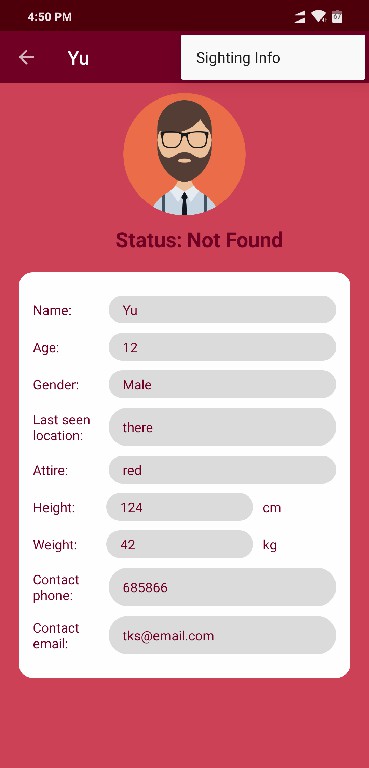 4:50 PM
Yu
Sighting Info
Status: Not Found
Name:
Yu
Age:
12
Gender:
Male
Last seen
location:
there
Attire:
red
Height:
124
cm
Weight:
42
kg
Contact
phone:
685866
Contact
email:
tks@email.com